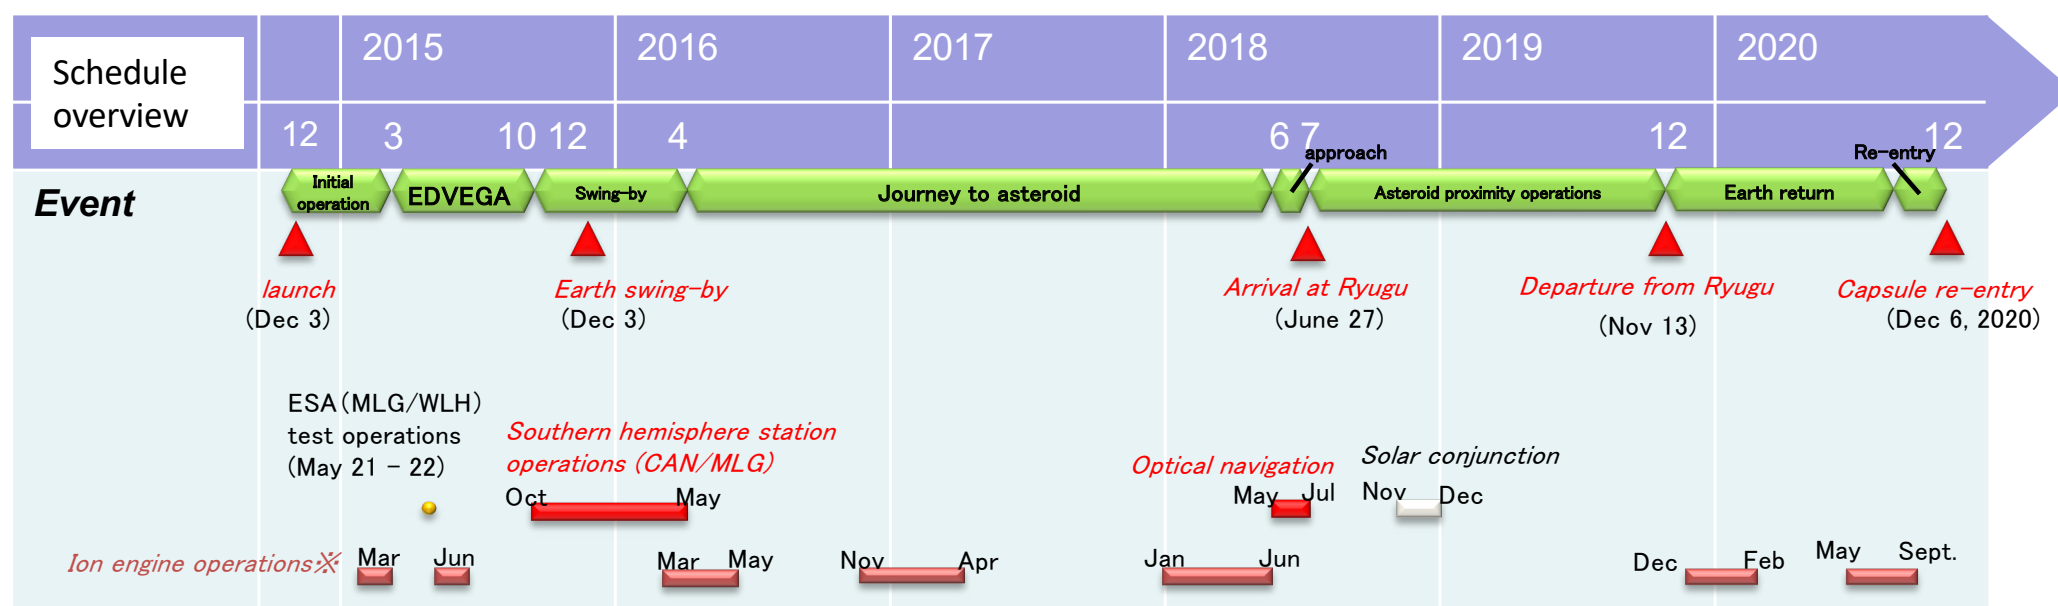 Schedule
overview
2015 2016 2017 2018 2019 2020
12 3 10 12 4 6 7 12 12
approach
Re-entry
Event
Initial
operation
EDVEGA
Swing-by
Journey to asteroid
Asteroid proximity operations
Earth return
launch
(Dec 3)
Earth swing-by
(Dec 3)
Arrival at Ryugu
(June 27)
Departure from Ryugu
(Nov 13)
Capsule re-entry
(Dec 6, 2020)
ESA(MLG/WLH)
test operations
(May 21 - 22)
Southern hemisphere station
operations (CAN/MLG)
Oct May
Optical navigation
May Jul
Solar conjunction
Nov Dec
Ion engine operations※
Mar Jun Mar May Nov Apr Jan Jun Dec Feb May Sept.